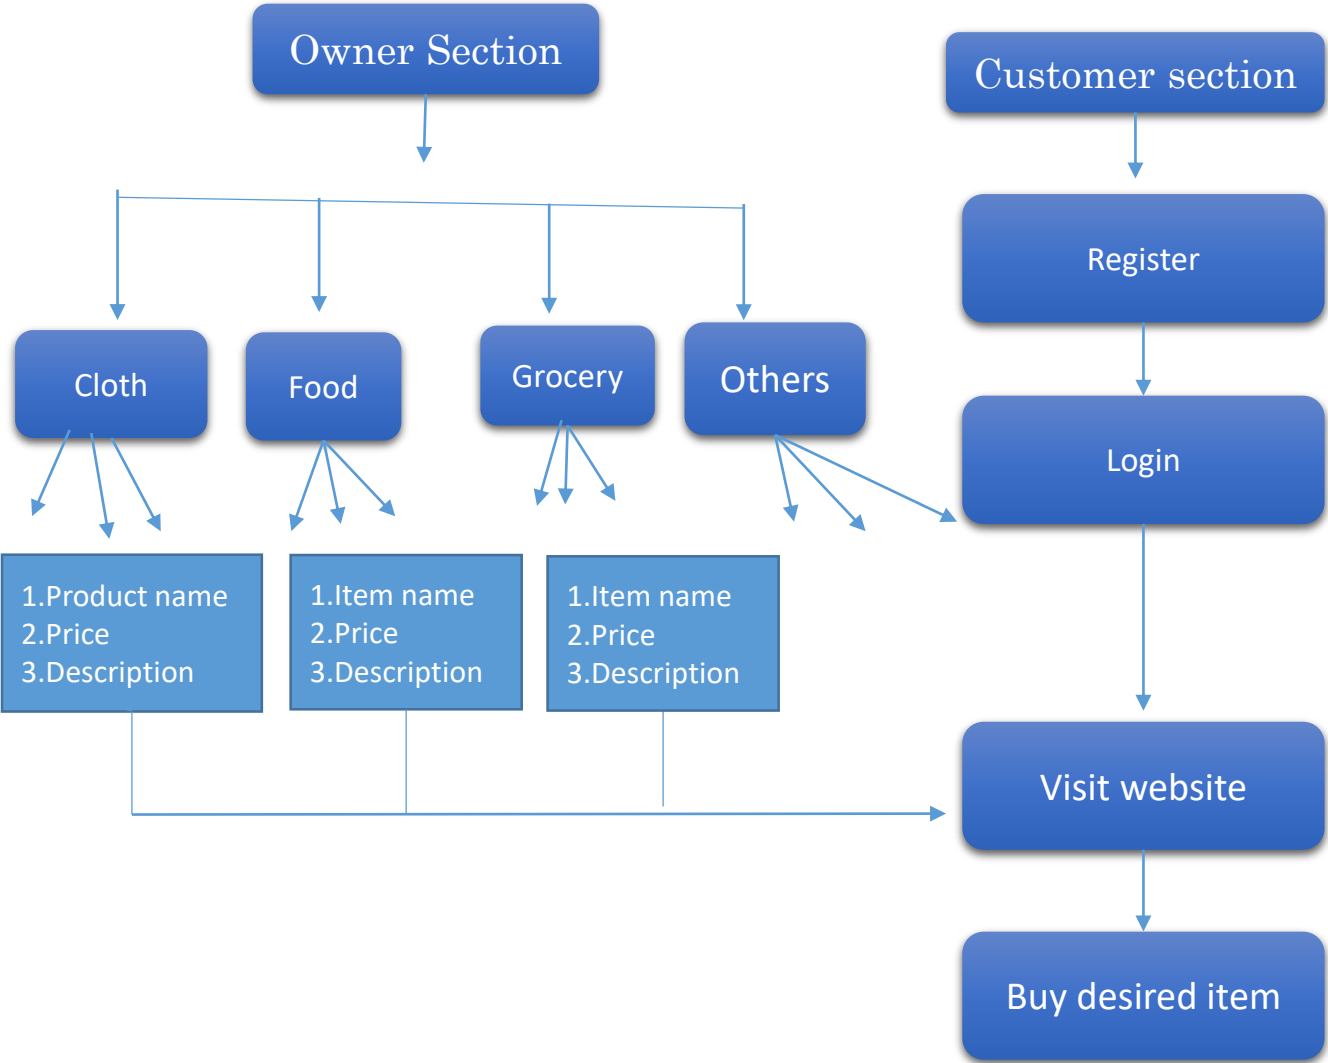 Owner Section
Customer section
Register
Cloth
Food
Grocery
Others
Login
1.Product name
2.Price
3.Description
1.Item name
2.Price
3.Description
1.Item name
2.Price
3.Description
Visit website
Buy desired item